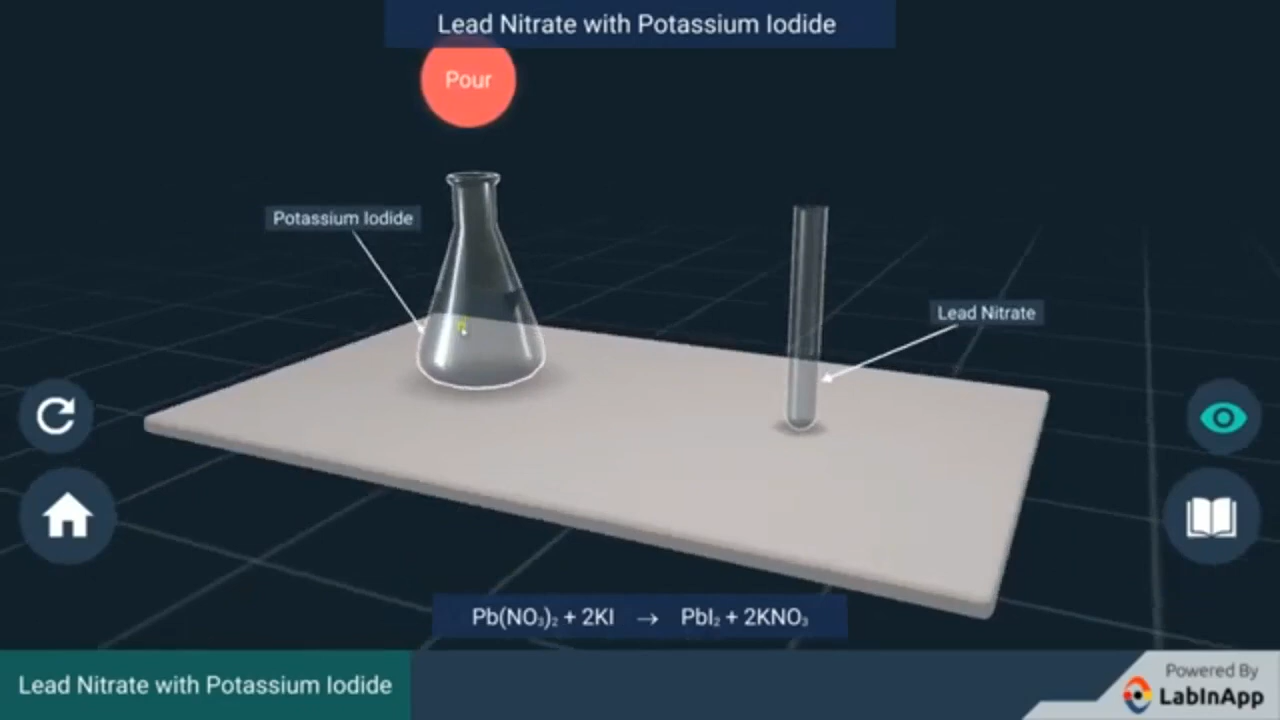 Lead Nitrate with Potassium Iodide
Pour
Potassium Iodide
Lead Nitrate
Pb(NO₃)₂ + 2KI → PbI₂ + 2KNO₃
Lead Nitrate with Potassium Iodide
Powered By
LabInApp